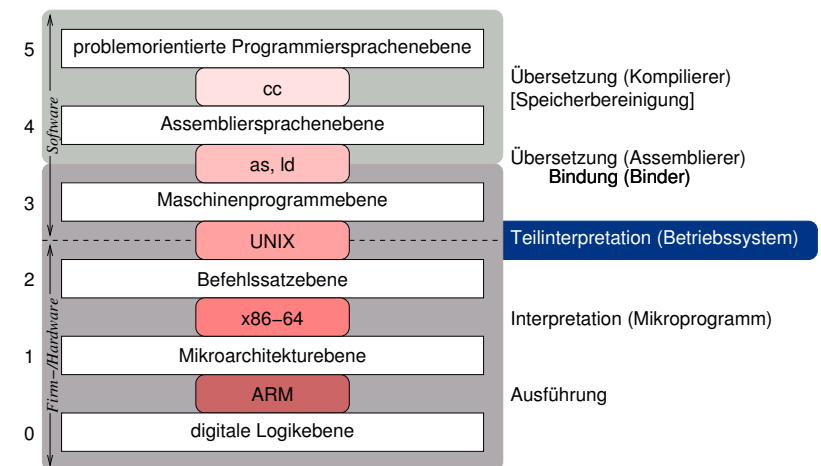 5 problemorientierte Programmiersprachenebene
cc
Übersetzung (Kompilierer)
[Speicherbereinigung]
4 Assembliersprachenebene
Software
as, ld
Übersetzung (Assemblierer)
Bindung (Binder)
3 Maschinenprogrammebene
UNIX
Teilinterpretation (Betriebssystem)
2 Befehlssatzebene
x86−64
Interpretation (Mikroprogramm)
1 Mikroarchitekturebene
Firm−/Hardware
ARM
Ausführung
0 digitale Logikebene